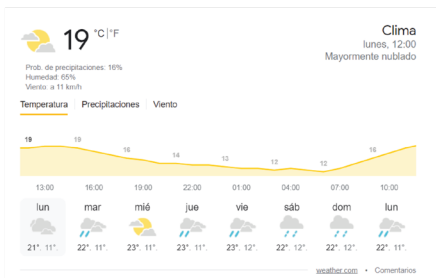 19 °C | °F
Prob. de precipitaciones: 16%
Humedad: 65%
Viento: a 11 km/h
Clima
lunes, 12:00
Mayormente nublado
Temperatura | Precipitaciones | Viento
19 19 16 14 13 12 12 16
13:00 16:00 19:00 22:00 01:00 04:00 07:00 10:00
lun mar mié jue vie sáb dom lun
21° 11° 22° 11° 23° 11° 23° 11° 23° 12° 22° 12° 22° 12° 22° 11°
weather.com • Comentarios